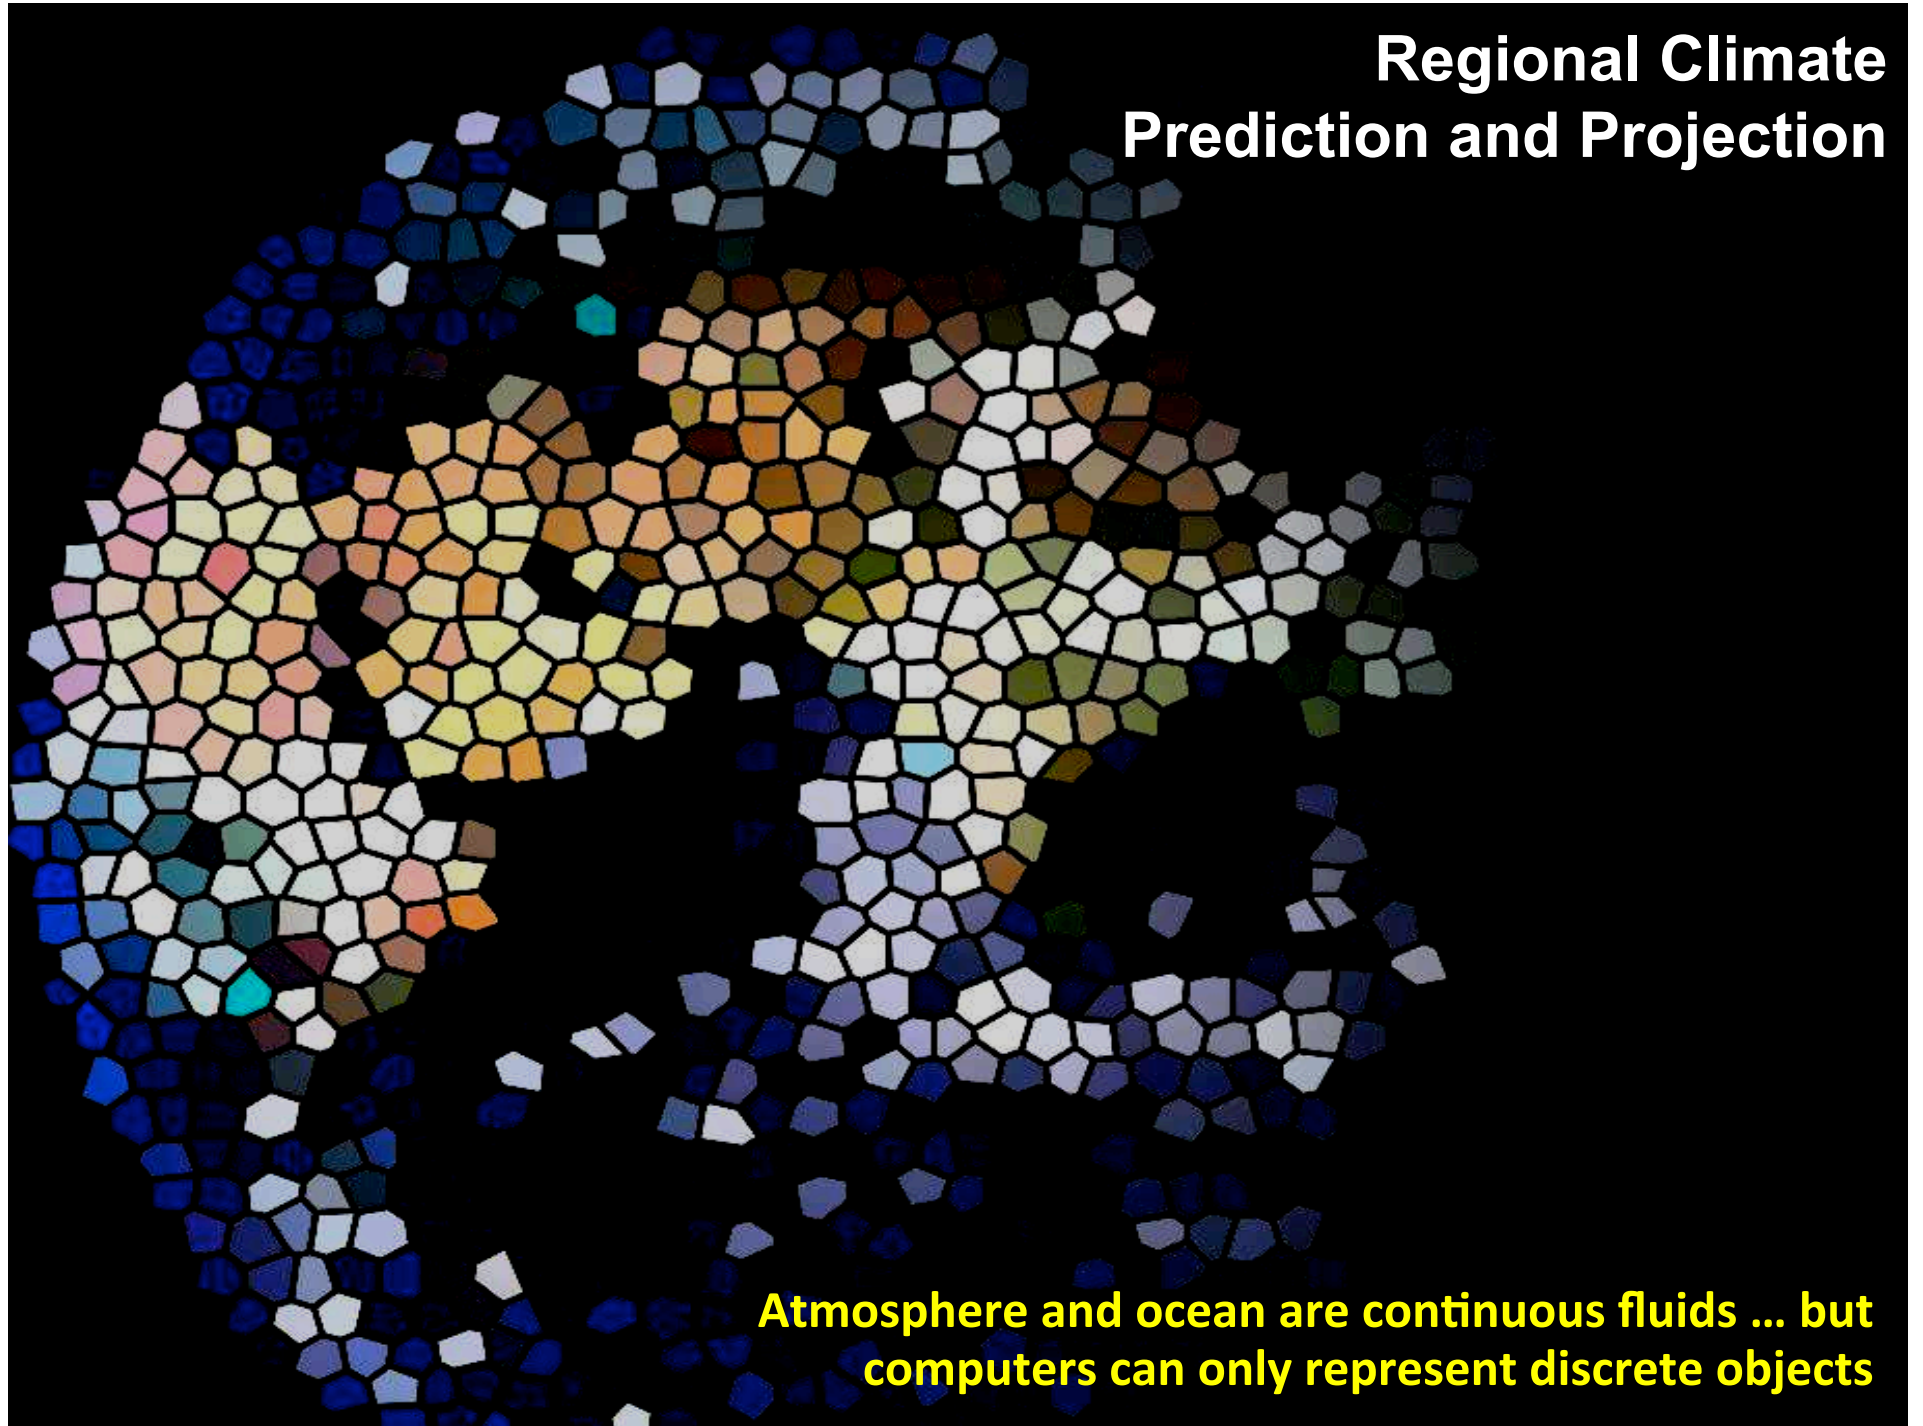 Regional Climate
Prediction and Projection
Atmosphere and ocean are continuous fluids ... but
computers can only represent discrete objects